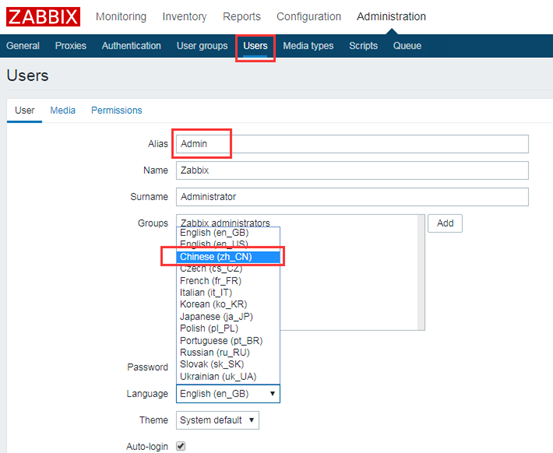 ZABBIX Monitoring Inventory Reports Configuration Administration
General Proxies Authentication User groups Users Media types Scripts Queue
Users
User Media Permissions
Alias Admin
Name Zabbix
Surname Administrator
Groups Zabbix administrators Add
English (en_GB)
English (en_US)
Chinese (zh_CN)
Czech (cs_CZ)
French (fr_FR)
Italian (it_IT)
Korean (ko_KR)
Japanese (ja_JP)
Polish (pl_PL)
Portuguese (pt_BR)
Russian (ru_RU)
Slovak (sk_SK)
Password
Ukrainian (uk_UA)
Language English (en_GB)
Theme System default
Auto-login